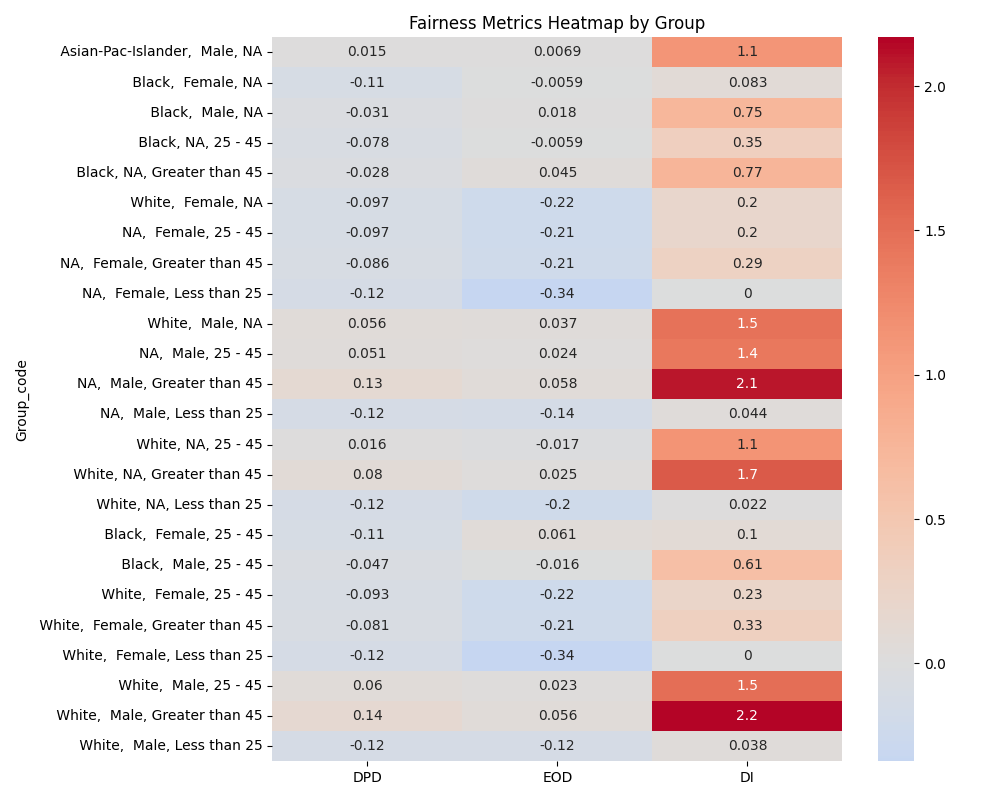 Fairness Metrics Heatmap by Group
Asian-Pac-Islander,  Male, NA 0.015 0.0069 1.1
Black,  Female, NA -0.11 -0.0059 0.083
Black,  Male, NA -0.031 0.018 0.75
Black, NA, 25 - 45 -0.078 -0.0059 0.35
Black, NA, Greater than 45 -0.028 0.045 0.77
White,  Female, NA -0.097 -0.22 0.2
NA,  Female, 25 - 45 -0.097 -0.21 0.2
NA,  Female, Greater than 45 -0.086 -0.21 0.29
NA,  Female, Less than 25 -0.12 -0.34 0
White,  Male, NA 0.056 0.037 1.5
NA,  Male, 25 - 45 0.051 0.024 1.4
NA,  Male, Greater than 45 0.13 0.058 2.1
NA,  Male, Less than 25 -0.12 -0.14 0.044
White, NA, 25 - 45 0.016 -0.017 1.1
White, NA, Greater than 45 0.08 0.025 1.7
White, NA, Less than 25 -0.12 -0.2 0.022
Black,  Female, 25 - 45 -0.11 0.061 0.1
Black,  Male, 25 - 45 -0.047 -0.016 0.61
White,  Female, 25 - 45 -0.093 -0.22 0.23
White,  Female, Greater than 45 -0.081 -0.21 0.33
White,  Female, Less than 25 -0.12 -0.34 0
White,  Male, 25 - 45 0.06 0.023 1.5
White,  Male, Greater than 45 0.14 0.056 2.2
White,  Male, Less than 25 -0.12 -0.12 0.038
DPD EOD DI
Group_code
2.0
1.5
1.0
0.5
0.0